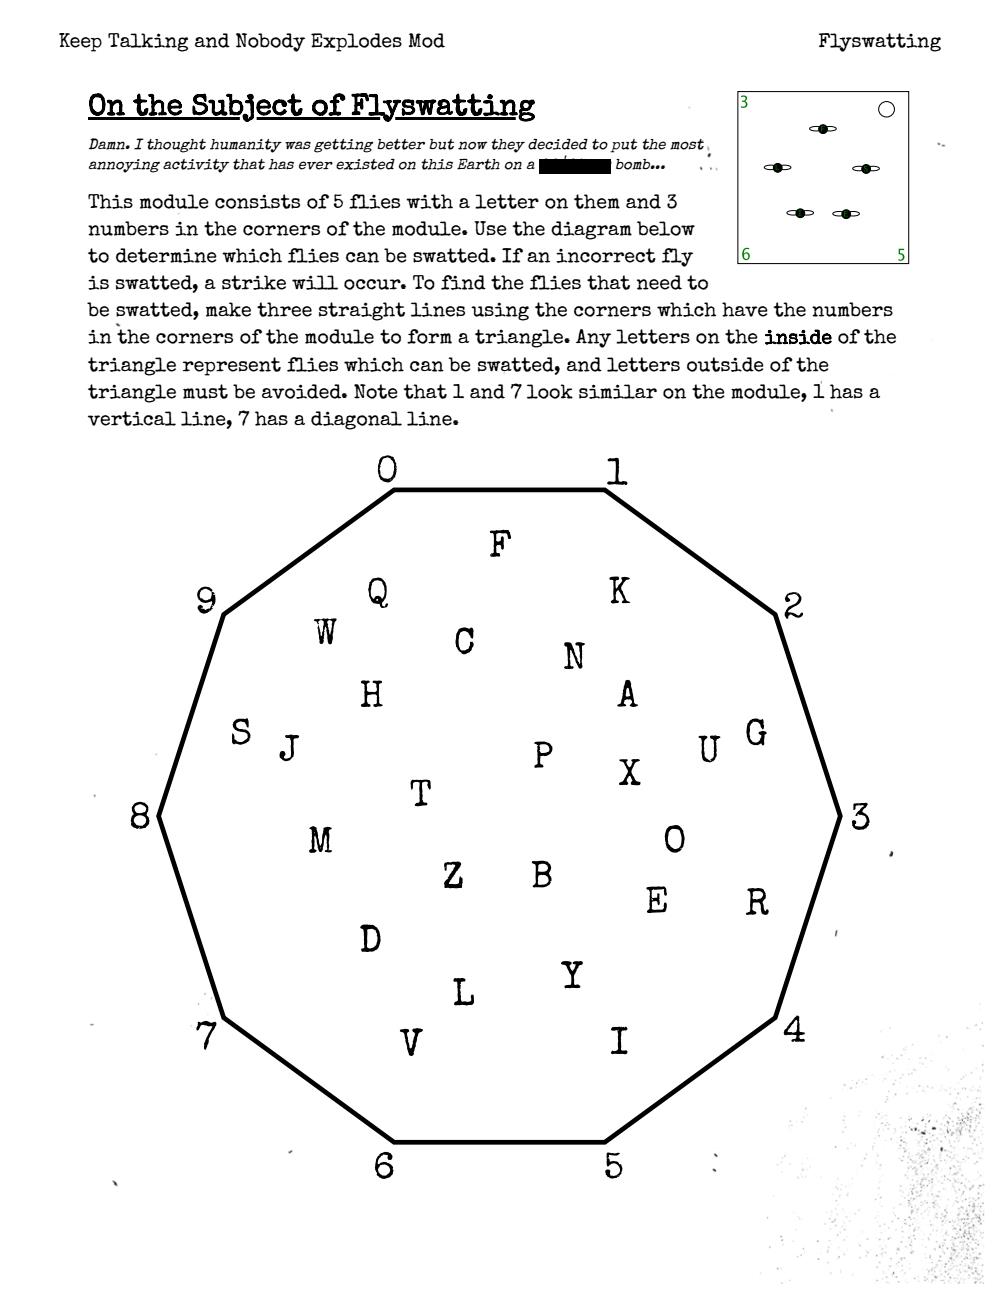 Keep Talking and Nobody Explodes Mod
Flyswatting
On the Subject of Flyswatting
Damn. I thought humanity was getting better but now they decided to put the most
annoying activity that has ever existed on this Earth on a bomb...
3
6
5
This module consists of 5 flies with a letter on them and 3
numbers in the corners of the module. Use the diagram below
to determine which flies can be swatted. If an incorrect fly
is swatted, a strike will occur. To find the flies that need to
be swatted, make three straight lines using the corners which have the numbers
in the corners of the module to form a triangle. Any letters on the inside of the
triangle represent flies which can be swatted, and letters outside of the
triangle must be avoided. Note that 1 and 7 look similar on the module, 1 has a
vertical line, 7 has a diagonal line.
0 1
F
Q K
9 2
W C N
H A
S J P X U G
T
8 3
M O
Z B E R
D
Y
L
7 4
V I
6 5